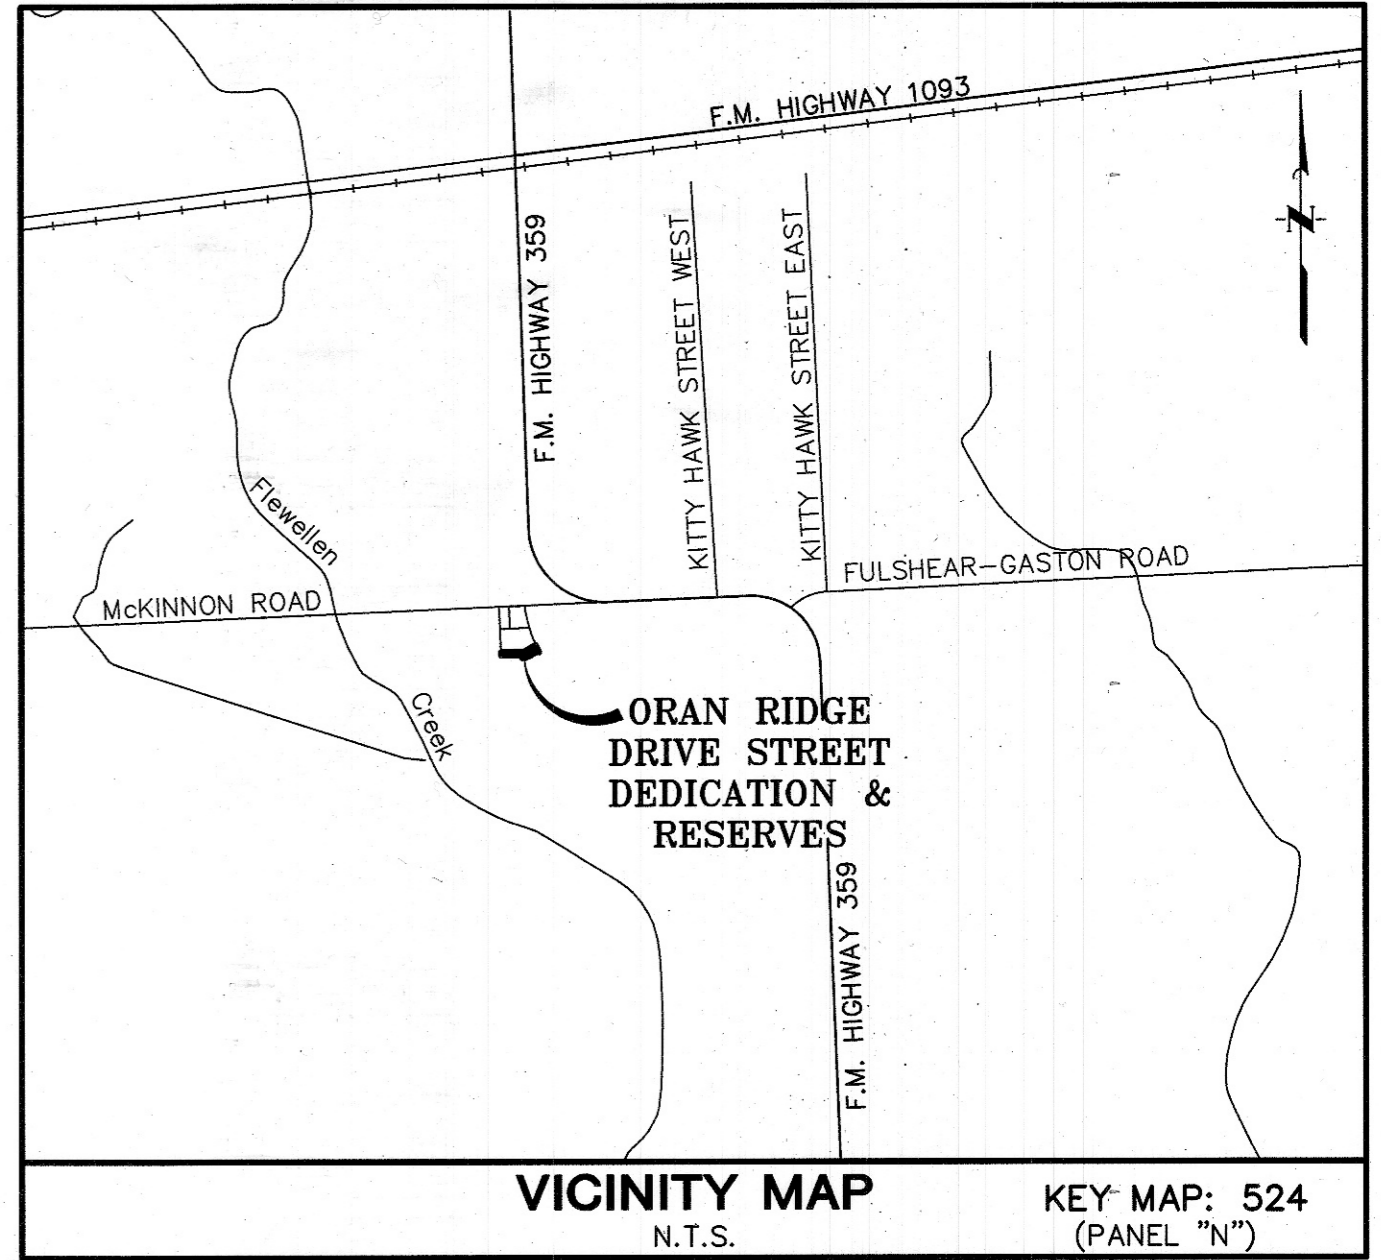 F.M. HIGHWAY 1093
N
F.M. HIGHWAY 359
KITTY HAWK STREET WEST
KITTY HAWK STREET EAST
Flewellen
FULSHEAR-GASTON ROAD
McKINNON ROAD
Creek
ORAN RIDGE
DRIVE STREET
DEDICATION &
RESERVES
F.M. HIGHWAY 359
VICINITY MAP
N.T.S.
KEY MAP: 524
(PANEL "N")